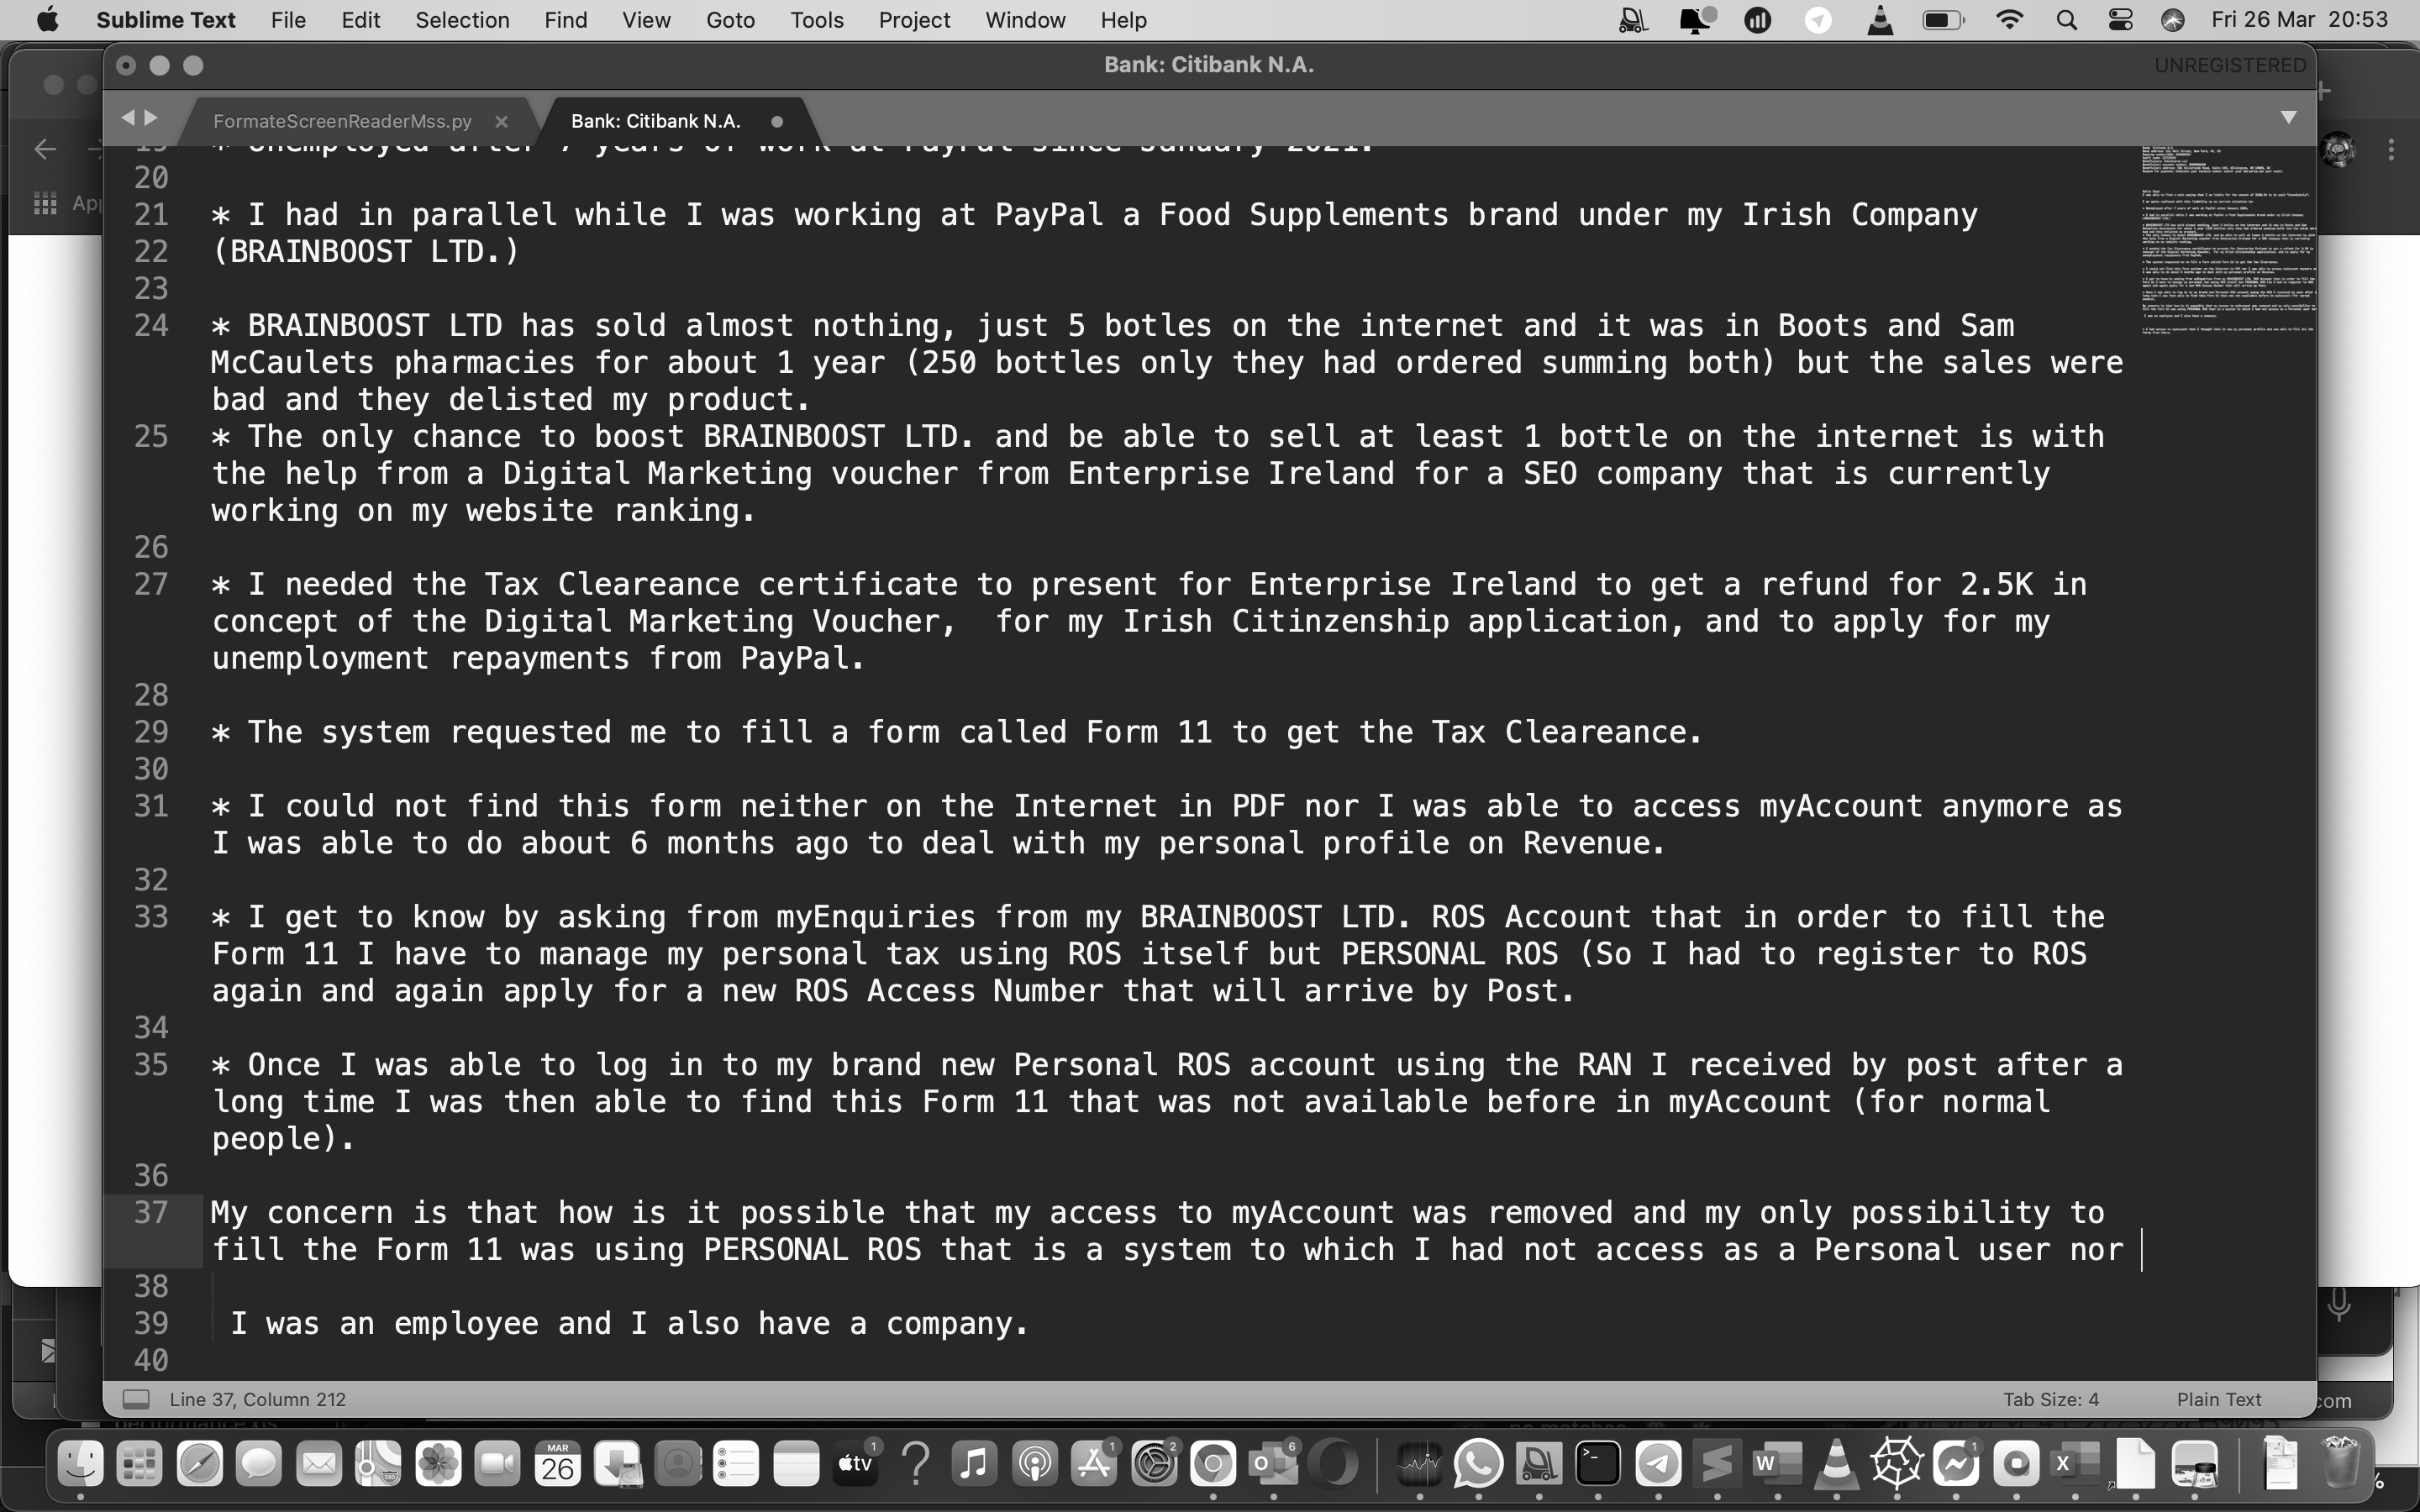 Sublime Text File Edit Selection Find View Goto Tools Project Window Help Fri 26 Mar 20:53
Bank: Citibank N.A. UNREGISTERED
FormateScreenReaderMss.py × Bank: Citibank N.A.
19 * Unemployed after 7 years of work at PayPal since January 2021.
20
21 * I had in parallel while I was working at PayPal a Food Supplements brand under my Irish Company
22 (BRAINBOOST LTD.)
23
24 * BRAINBOOST LTD has sold almost nothing, just 5 botles on the internet and it was in Boots and Sam
McCaulets pharmacies for about 1 year (250 bottles only they had ordered summing both) but the sales were
bad and they delisted my product.
25 * The only chance to boost BRAINBOOST LTD. and be able to sell at least 1 bottle on the internet is with
the help from a Digital Marketing voucher from Enterprise Ireland for a SEO company that is currently
working on my website ranking.
26
27 * I needed the Tax Cleareance certificate to present for Enterprise Ireland to get a refund for 2.5K in
concept of the Digital Marketing Voucher,  for my Irish Citinzenship application, and to apply for my
unemployment repayments from PayPal.
28
29 * The system requested me to fill a form called Form 11 to get the Tax Cleareance.
30
31 * I could not find this form neither on the Internet in PDF nor I was able to access myAccount anymore as
I was able to do about 6 months ago to deal with my personal profile on Revenue.
32
33 * I get to know by asking from myEnquiries from my BRAINBOOST LTD. ROS Account that in order to fill the
Form 11 I have to manage my personal tax using ROS itself but PERSONAL ROS (So I had to register to ROS
again and again apply for a new ROS Access Number that will arrive by Post.
34
35 * Once I was able to log in to my brand new Personal ROS account using the RAN I received by post after a
long time I was then able to find this Form 11 that was not available before in myAccount (for normal
people).
36
37 My concern is that how is it possible that my access to myAccount was removed and my only possibility to
fill the Form 11 was using PERSONAL ROS that is a system to which I had not access as a Personal user nor
38
39 I was an employee and I also have a company.
40
Line 37, Column 212 Tab Size: 4 Plain Text
com
MAR
26
tv